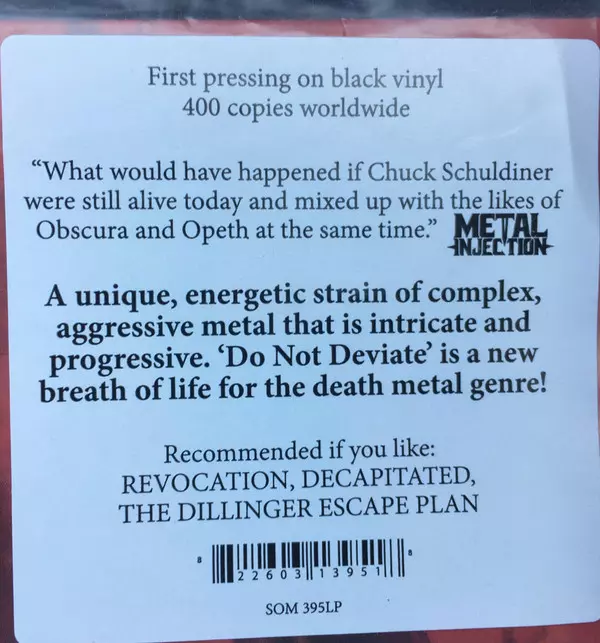 First pressing on black vinyl
400 copies worldwide
“What would have happened if Chuck Schuldiner
were still alive today and mixed up with the likes of
Obscura and Opeth at the same time.” METAL INJECTION
A unique, energetic strain of complex,
aggressive metal that is intricate and
progressive. ‘Do Not Deviate’ is a new
breath of life for the death metal genre!
Recommended if you like:
REVOCATION, DECAPITATED,
THE DILLINGER ESCAPE PLAN
8 22603 13951 8
SOM 395LP